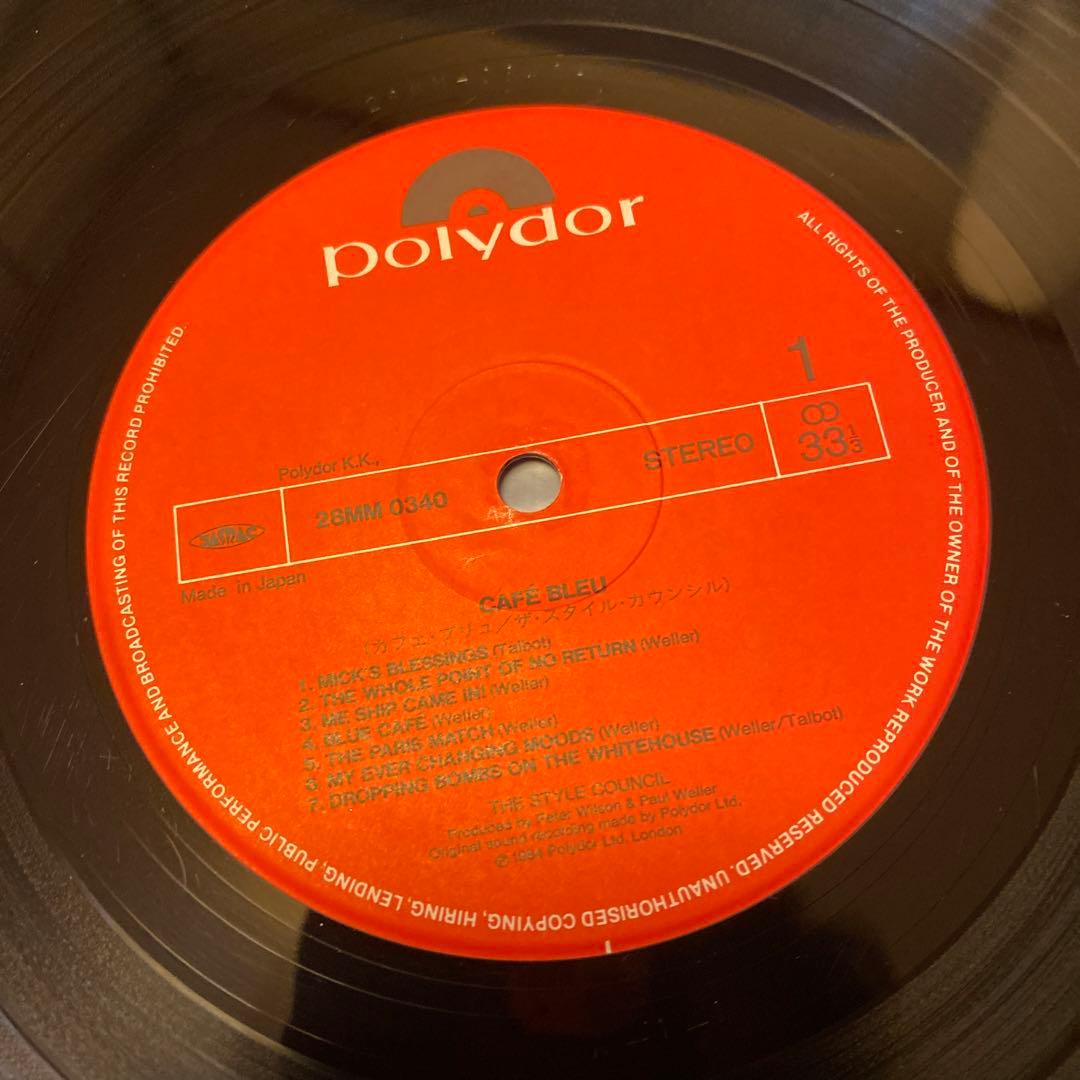 polydor
1
Polydor K.K.,
JASRAC
28MM 0340
STEREO
33 1/3
Made in Japan
CAFÉ BLEU
(カフェ・ブリュ/ザ・スタイル・カウンシル)
1. MICK'S BLESSINGS (Talbot)
2. THE WHOLE POINT OF NO RETURN (Weller)
3. ME SHIP CAME IN! (Weller)
4. BLUE CAFÉ (Weller)
5. THE PARIS MATCH (Weller)
6. MY EVER CHANGING MOODS (Weller)
7. DROPPING BOMBS ON THE WHITEHOUSE (Weller/Talbot)
THE STYLE COUNCIL
Produced by Peter Wilson & Paul Weller
Original sound recording made by Polydor Ltd.
℗ 1984 Polydor Ltd. London
ALL RIGHTS OF THE PRODUCER AND OF THE OWNER OF THE WORK REPRODUCED RESERVED. UNAUTHORISED COPYING, HIRING, LENDING, PUBLIC PERFORMANCE AND BROADCASTING OF THIS RECORD PROHIBITED.